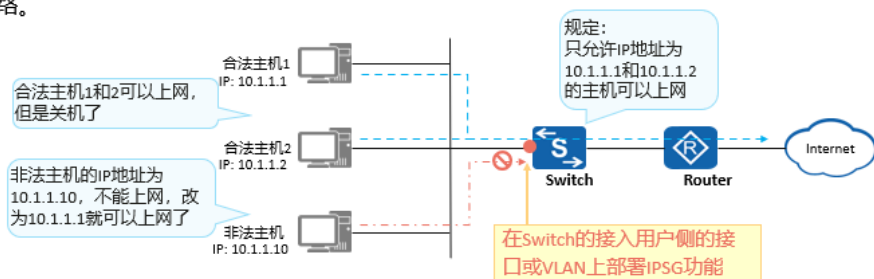 络。
规定：
只允许IP地址为
10.1.1.1和10.1.1.2
的主机可以上网
合法主机1
IP: 10.1.1.1
合法主机1和2可以上网，
但是关机了
合法主机2
IP: 10.1.1.2
S
Switch
R
Router
Internet
非法主机的IP地址为
10.1.1.10，不能上网，改
为10.1.1.1就可以上网了
非法主机
IP: 10.1.1.10
在Switch的接入用户侧的接
口或VLAN上部署IPSG功能